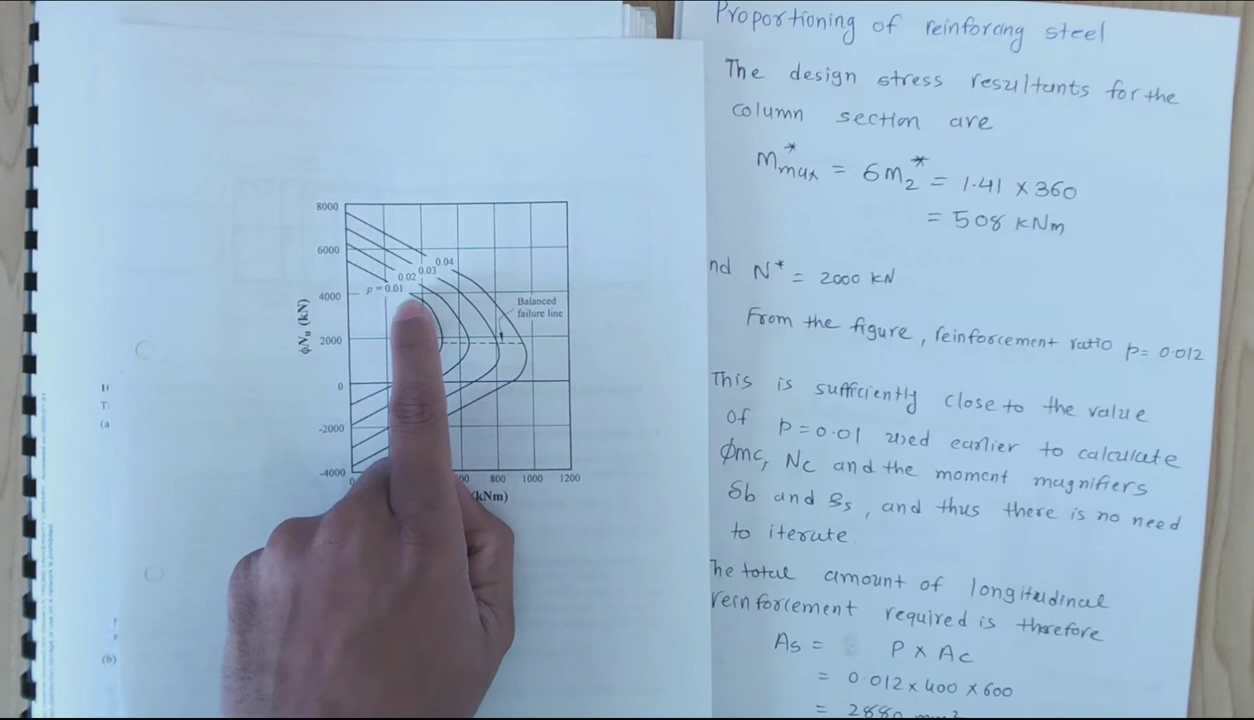 8000
6000
4000
2000
0
-2000
-4000
ϕNu (kN)
0.04
0.03
0.02
p = 0.01
Balanced
failure line
0
800
1000
1200
(kNm)
(a
(b)
Proportioning of reinforcing steel
The design stress resultants for the
column section are
M*max = δM2* = 1.41 × 360
= 508 kNm
nd N* = 2000 kN
From the figure, reinforcement ratio p = 0.012
This is sufficiently close to the value
of p = 0.01 used earlier to calculate
ϕmc, Nc and the moment magnifiers
δb and δs, and thus there is no need
to iterate
The total amount of longitudinal
reinforcement required is therefore
As = P × Ac
= 0.012 × 400 × 600
= 2880 mm²